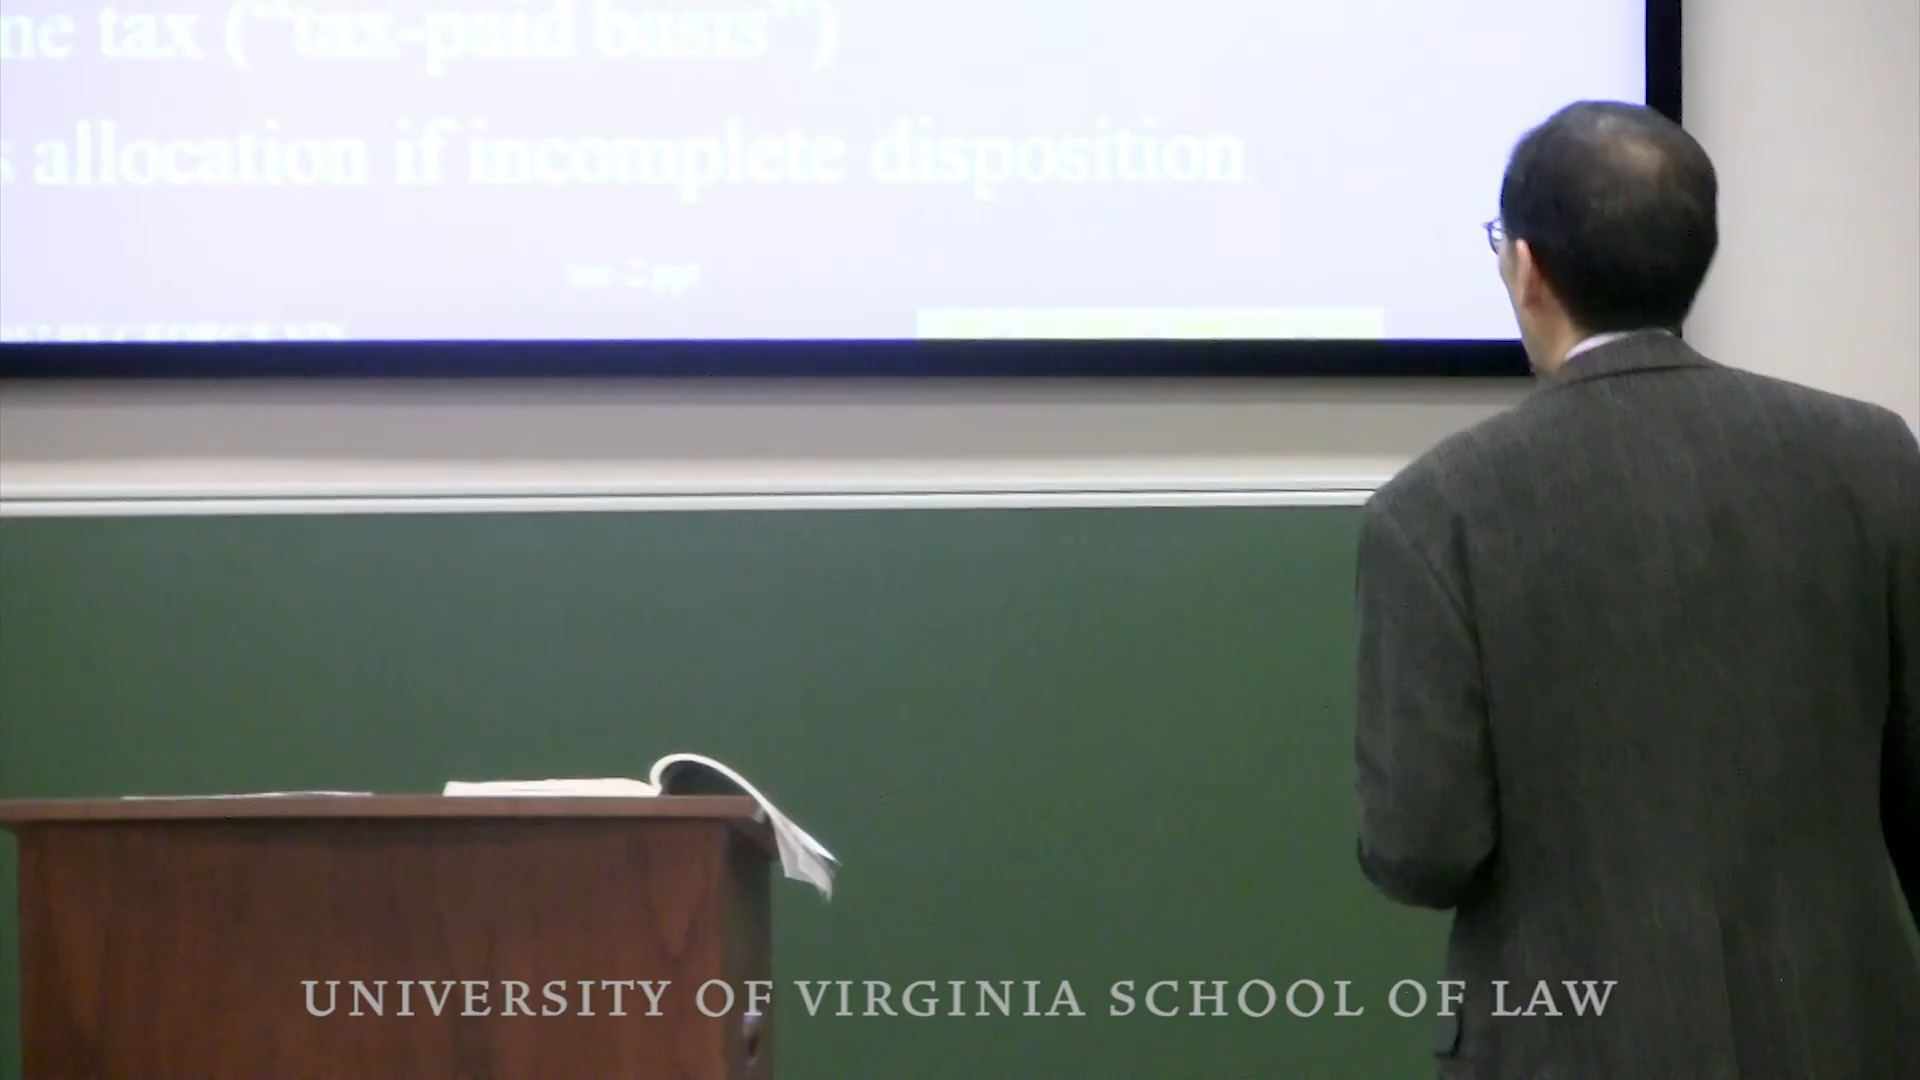 ne tax (“tax-paid basis”)
s allocation if incomplete disposition
UNIVERSITY OF VIRGINIA SCHOOL OF LAW